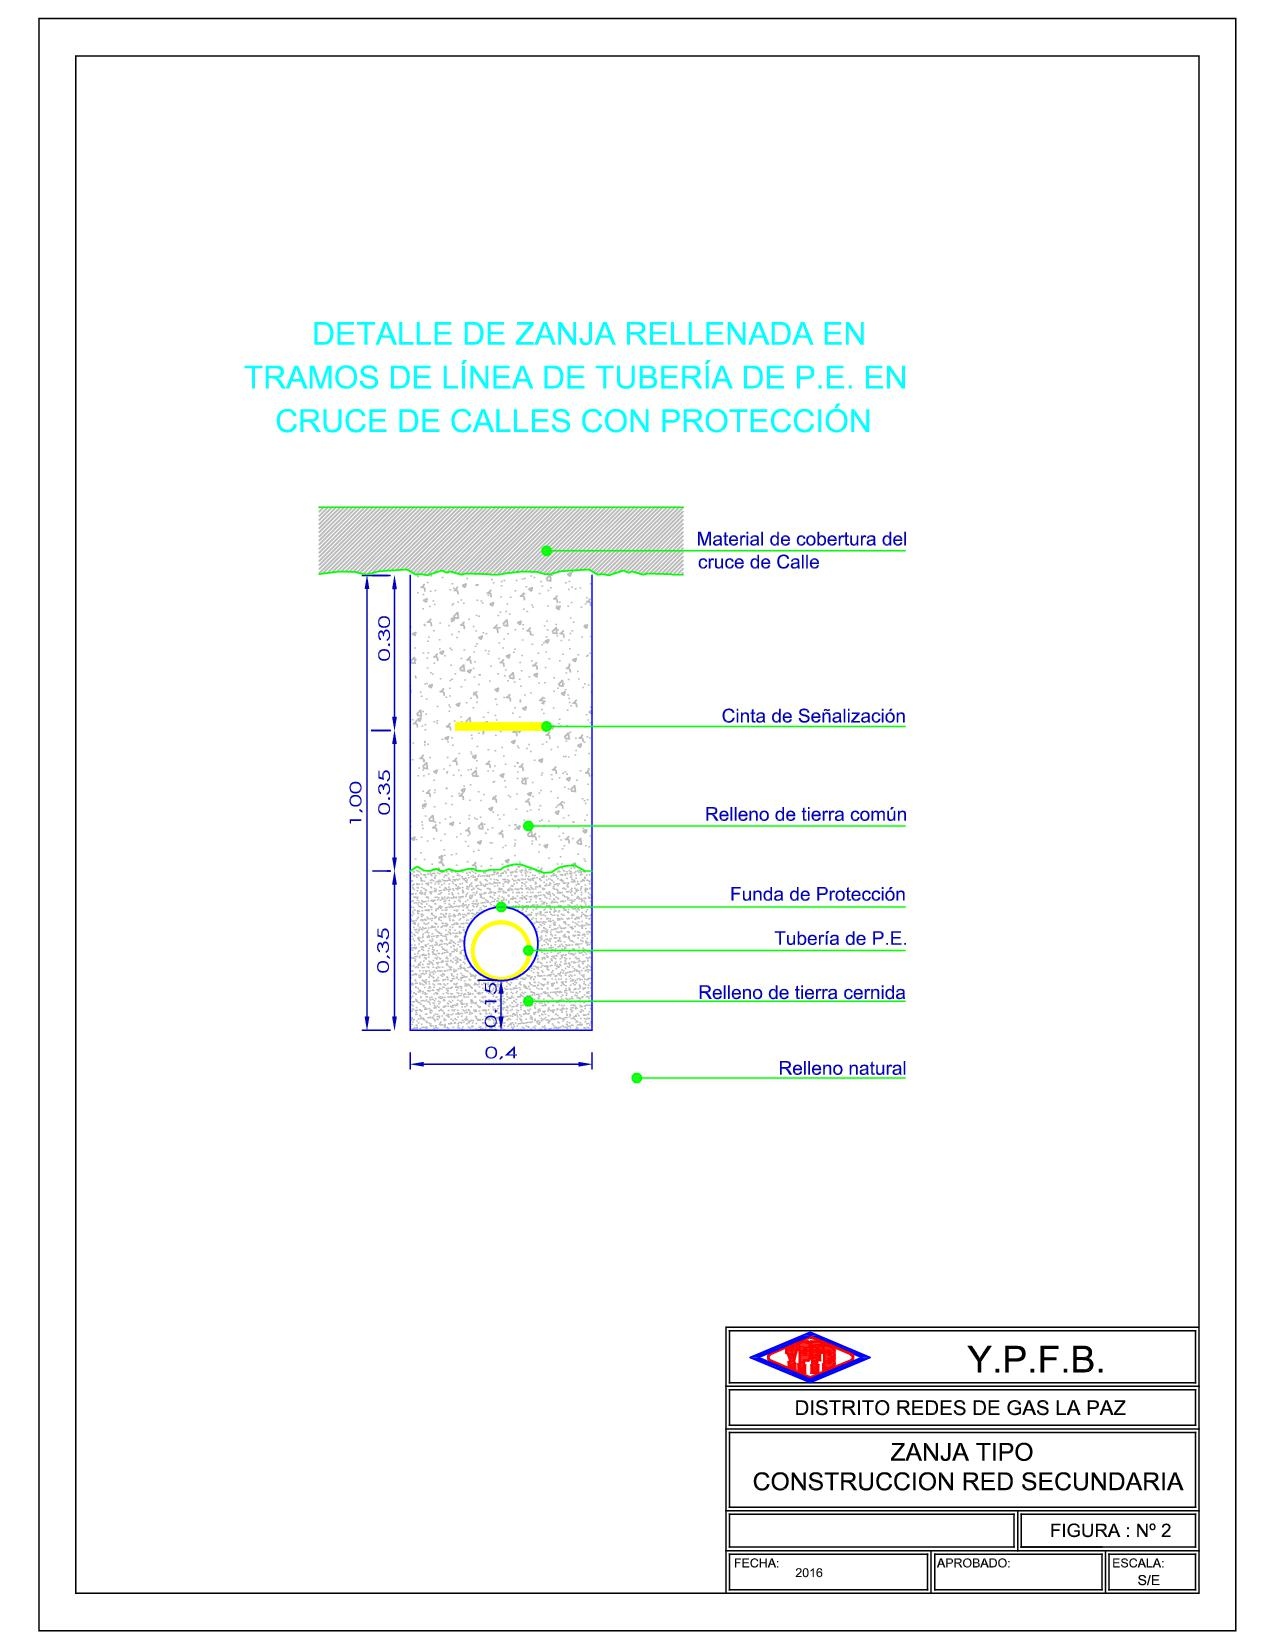 DETALLE DE ZANJA RELLENADA EN
TRAMOS DE LÍNEA DE TUBERÍA DE P.E. EN
CRUCE DE CALLES CON PROTECCIÓN
Material de cobertura del
cruce de Calle
0.30
Cinta de Señalización
0.35
1,00
Relleno de tierra común
Funda de Protección
Tubería de P.E.
0,35
Relleno de tierra cernida
0.15
0,4
Relleno natural
YPFB
Y.P.F.B.
DISTRITO REDES DE GAS LA PAZ
ZANJA TIPO
CONSTRUCCION RED SECUNDARIA
FIGURA : Nº 2
FECHA:
2016
APROBADO:
ESCALA:
S/E